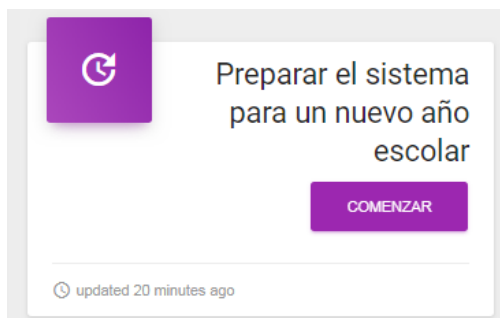 Preparar el sistema
para un nuevo año
escolar
COMENZAR
updated 20 minutes ago